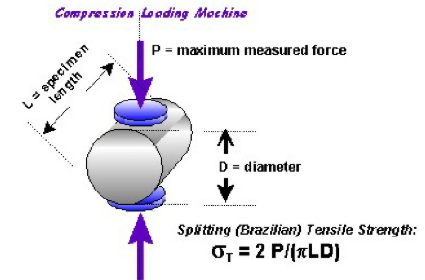 Compression Loading Machine
P = maximum measured force
L = specimen
length
D = diameter
Splitting (Brazilian) Tensile Strength:
σT = 2 P/(πLD)